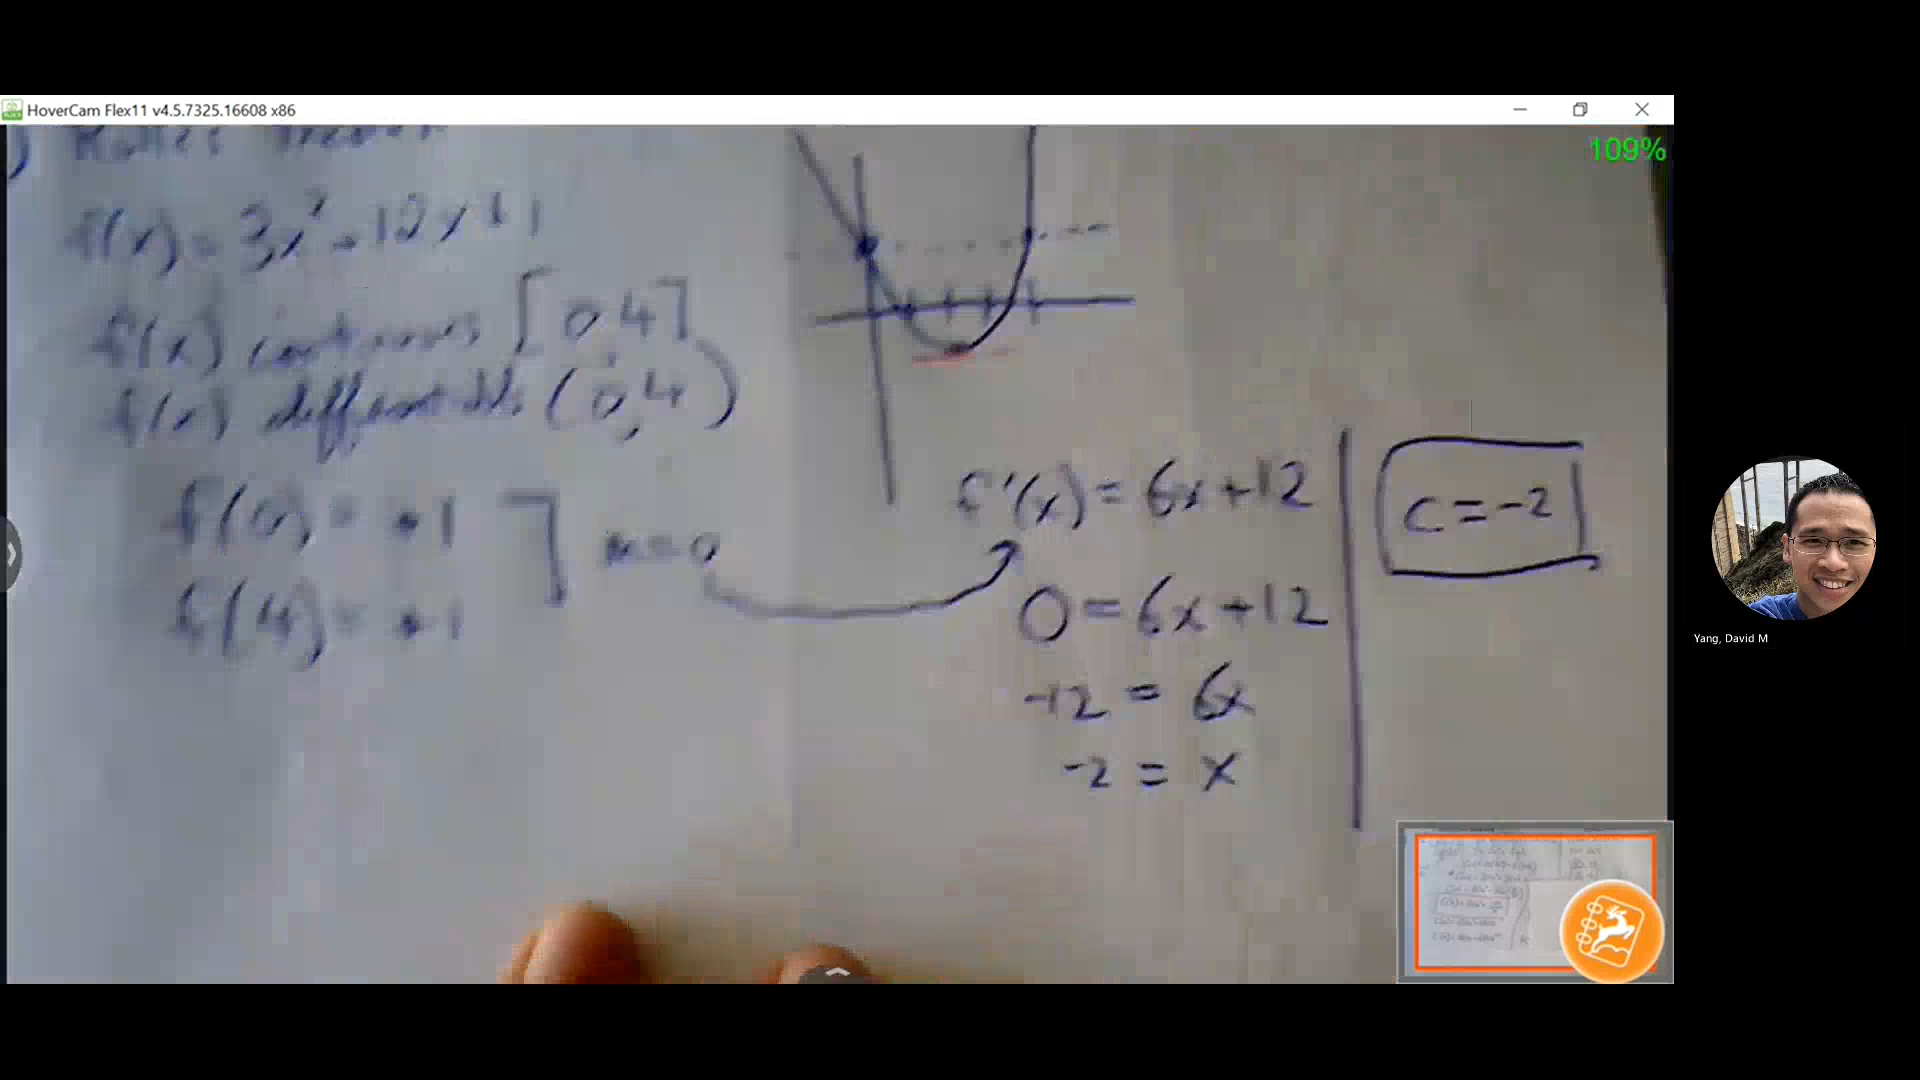 HoverCam Flex11 v4.5.7325.16608 x86
109%
f(x) = 3x² - 12x + 1
f(x) continuous [0,4]
f(x) differentiable (0,4)
f(0) = +1
f(4) = +1
m = 0
f'(x) = 6x+12
0 = 6x+12
-12 = 6x
-2 = x
c = -2
Yang, David M